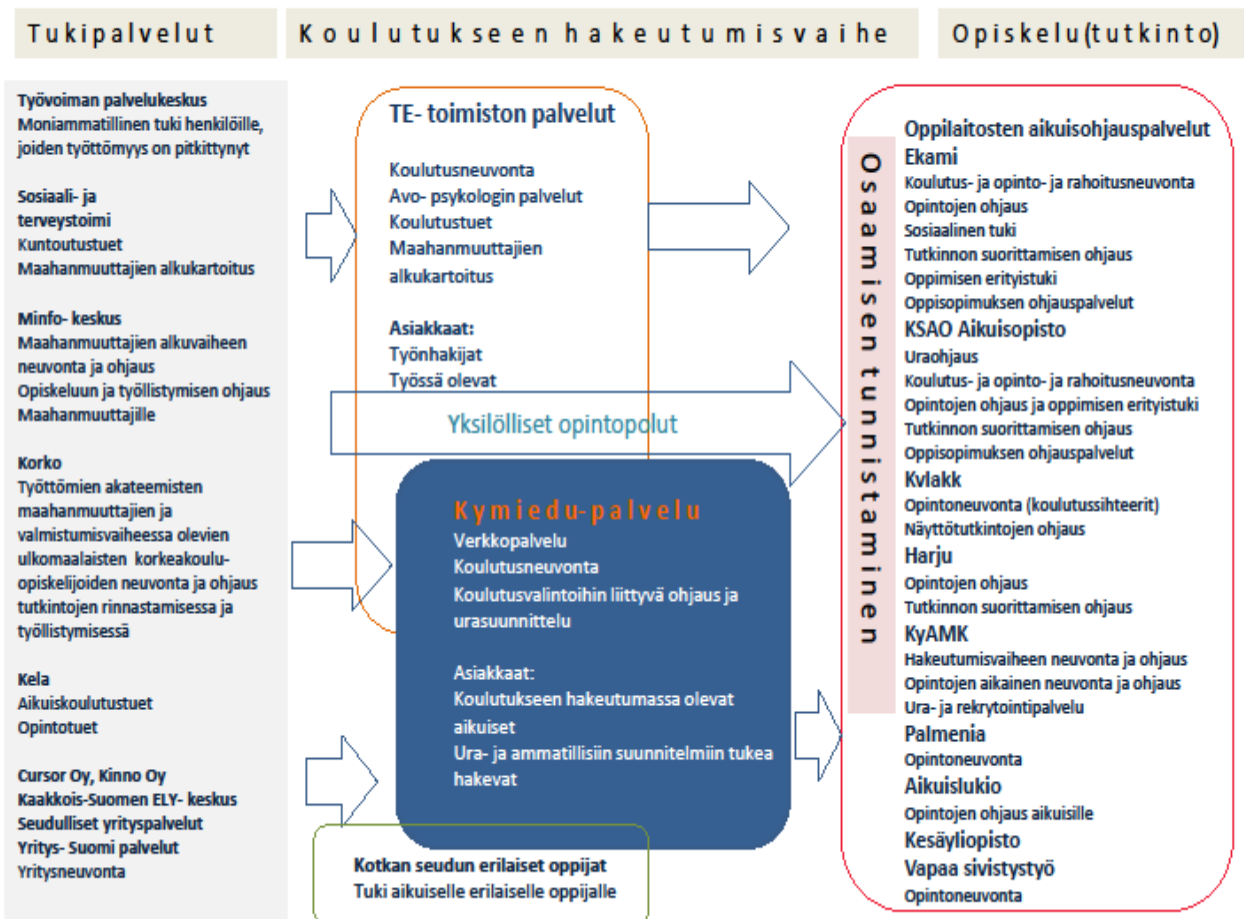 Tukipalvelut
Koulutukseen hakeutumisvaihe
Opiskelu(tutkinto)
Työvoiman palvelukeskus
Moniammatillinen tuki henkilöille,
joiden työttömyys on pitkittynyt
Sosiaali- ja
terveystoimi
Kuntoutustuet
Maahanmuuttajien alkukartoitus
Minfo- keskus
Maahanmuuttajien alkuvaiheen
neuvonta ja ohjaus
Opiskeluun ja työllistymisen ohjaus
Maahanmuuttajille
Korko
Työttömien akateemisten
maahanmuuttajien ja
valmistumisvaiheessa olevien
ulkomaalaisten korkeakoulu-
opiskelijoiden neuvonta ja ohjaus
tutkintojen rinnastamisessa ja
työllistymisessä
Kela
Aikuiskoulutustuet
Opintotuet
Cursor Oy, Kinno Oy
Kaakkois-Suomen ELY- keskus
Seudulliset yrityspalvelut
Yritys- Suomi palvelut
Yritysneuvonta
TE- toimiston palvelut
Koulutusneuvonta
Avo- psykologin palvelut
Koulutustuet
Maahanmuuttajien
alkukartoitus
Asiakkaat:
Työnhakijat
Työssä olevat
Yksilölliset opintopolut
Kymiedu-palvelu
Verkkopalvelu
Koulutusneuvonta
Koulutusvalintoihin liittyvä ohjaus ja
urasuunnittelu
Asiakkaat:
Koulutukseen hakeutumassa olevat
aikuiset
Ura- ja ammatillisiin suunnitelmiin tukea
hakevat
Kotkan seudun erilaiset oppijat
Tuki aikuiselle erilaiselle oppijalle
Osaamisen tunnistaminen
Oppilaitosten aikuisohjauspalvelut
Ekami
Koulutus- ja opinto- ja rahoitusneuvonta
Opintojen ohjaus
Sosiaalinen tuki
Tutkinnon suorittamisen ohjaus
Oppimisen erityistuki
Oppisopimuksen ohjauspalvelut
KSAO Aikuisopisto
Uraohjaus
Koulutus- ja opinto- ja rahoitusneuvonta
Opintojen ohjaus ja oppimisen erityistuki
Tutkinnon suorittamisen ohjaus
Oppisopimuksen ohjauspalvelut
Kvlakk
Opintoneuvonta (koulutussihteerit)
Näyttötutkintojen ohjaus
Harju
Opintojen ohjaus
Tutkinnon suorittamisen ohjaus
KyAMK
Hakeutumisvaiheen neuvonta ja ohjaus
Opintojen aikainen neuvonta ja ohjaus
Ura- ja rekrytointipalvelu
Palmenia
Opintoneuvonta
Aikuislukio
Opintojen ohjaus aikuisille
Kesäyliopisto
Vapaa sivistystyö
Opintoneuvonta